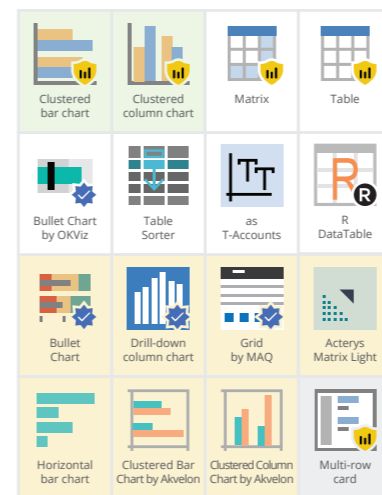 Clustered
bar chart
Clustered
column chart
Matrix
Table
Bullet Chart
by OKViz
Table
Sorter
TT
as
T-Accounts
R
R
R
DataTable
Bullet
Chart
Drill-down
column chart
Grid
by MAQ
Acterys
Matrix Light
Horizontal
bar chart
Clustered Bar
Chart by Akvelon
Clustered Column
Chart by Akvelon
Multi-row
card